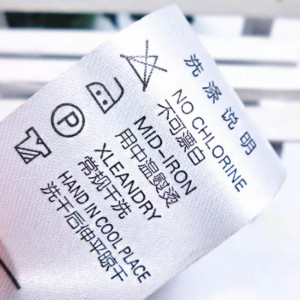 洗涤说明
NO CHLORINE
不可漂白
MID-IRON
用中温熨烫
XLEANDRY
常规干洗
HAND IN COOL PLACE
洗干后伸平晾干
P